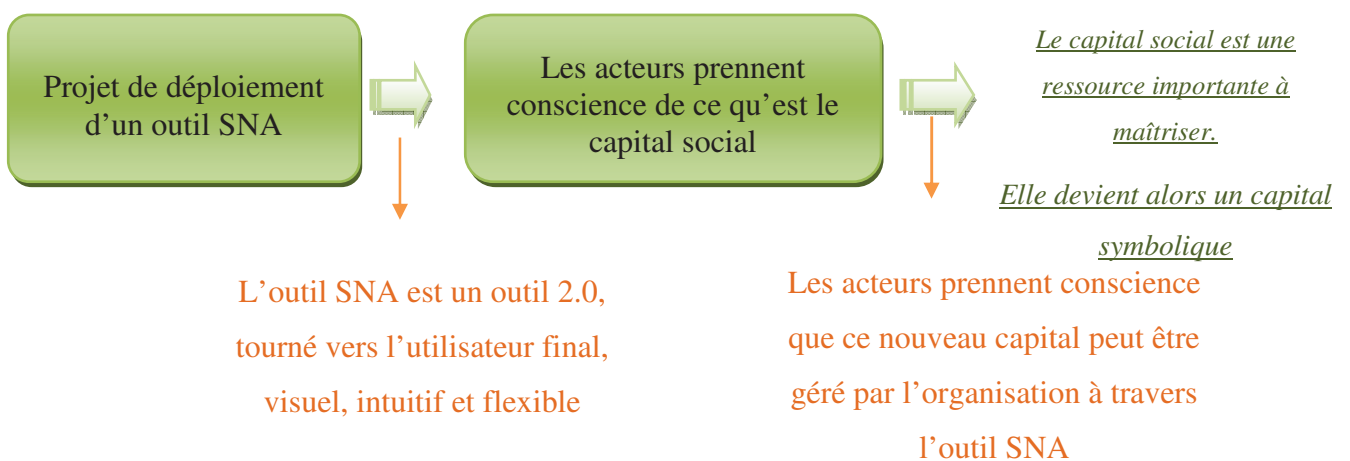 Projet de déploiement
d’un outil SNA
Les acteurs prennent
conscience de ce qu’est le
capital social
Le capital social est une
ressource importante à
maîtriser.
Elle devient alors un capital
symbolique
L’outil SNA est un outil 2.0,
tourné vers l’utilisateur final,
visuel, intuitif et flexible
Les acteurs prennent conscience
que ce nouveau capital peut être
géré par l’organisation à travers
l’outil SNA